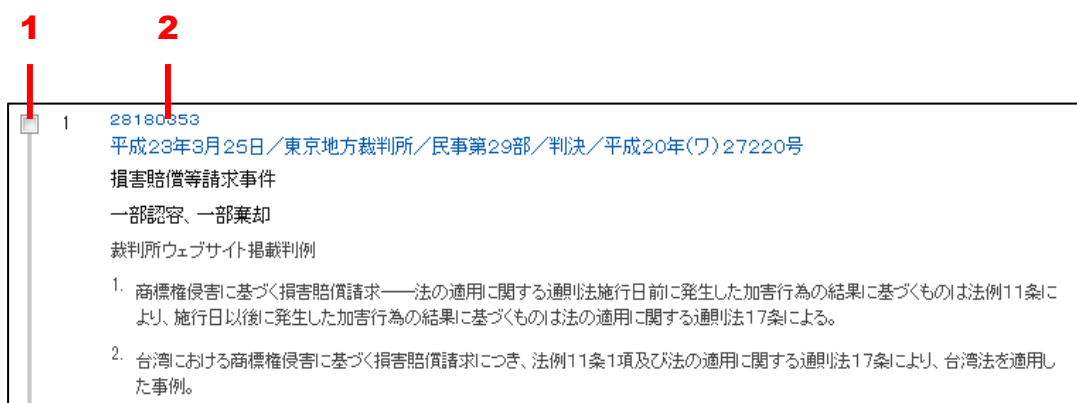 1 2
1 28180353
平成23年3月25日／東京地方裁判所／民事第29部／判決／平成20年(ワ)27220号
損害賠償等請求事件
一部認容、一部棄却
裁判所ウェブサイト掲載判例
1. 商標権侵害に基づく損害賠償請求――法の適用に関する通則法施行日前に発生した加害行為の結果に基づくものは法例11条に
より、施行日以後に発生した加害行為の結果に基づくものは法の適用に関する通則法17条による。
2. 台湾における商標権侵害に基づく損害賠償請求につき、法例11条1項及び法の適用に関する通則法17条により、台湾法を適用し
た事例。